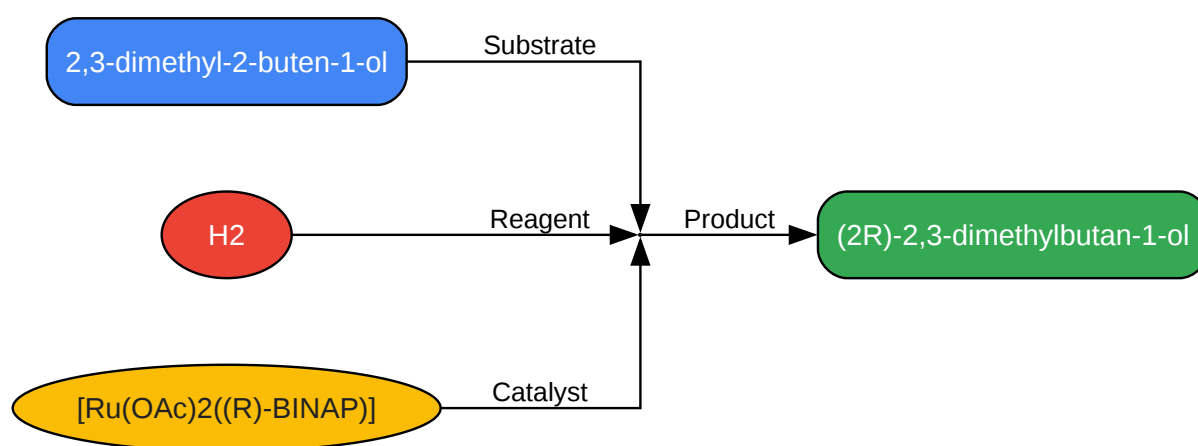 2,3-dimethyl-2-buten-1-ol
Substrate
H2
Reagent
Product
(2R)-2,3-dimethylbutan-1-ol
[Ru(OAc)2((R)-BINAP)]
Catalyst